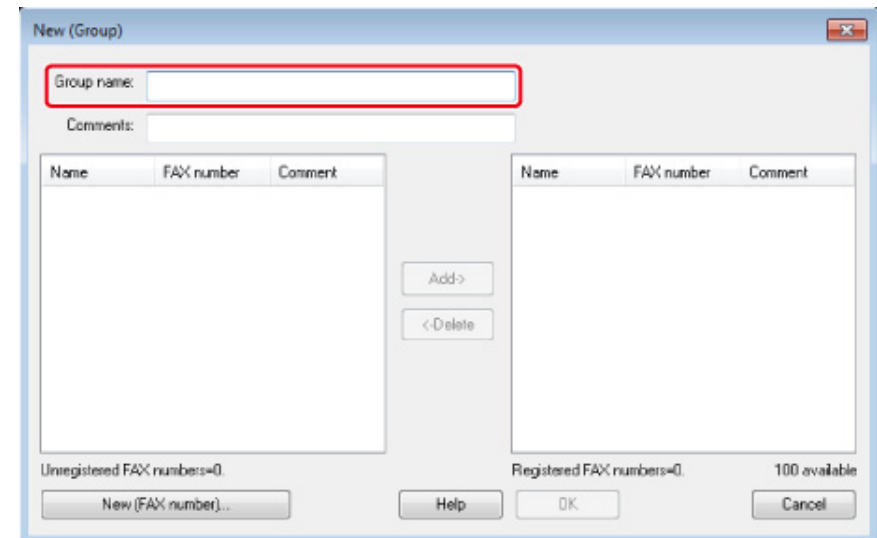 New (Group)
Group name:
Comments:
Name FAX number Comment Name FAX number Comment
Add->
<-Delete
Unregistered FAX numbers=0. Registered FAX numbers=0. 100 available
New (FAX number)... Help OK Cancel